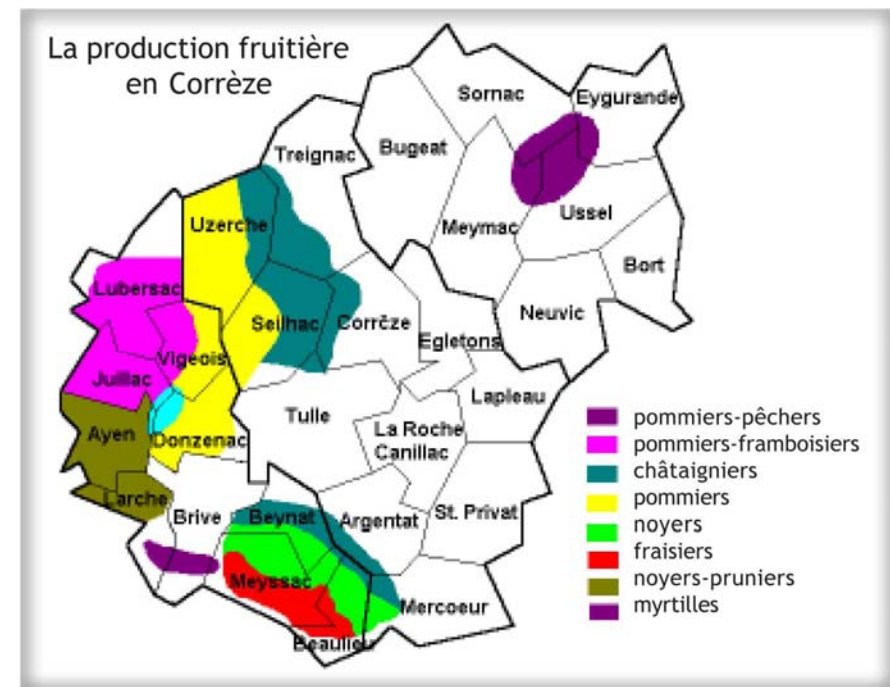 La production fruitière
en Corrèze
Sornac
Eygurande
Treignac
Bugeat
Uzerche
Meymac
Ussel
Bort
Lubersac
Neuvic
Seilhac
Corrčze
Egletons
Vigeois
Juillac
Lapleau
Ayen
Donzenac
Tulle
La Roche
Canillac
Larche
Brive
Beynat
Argentat
St. Privat
Meyssac
Mercoeur
Beaulieu
pommiers-pêchers
pommiers-framboisiers
châtaigniers
pommiers
noyers
fraisiers
noyers-pruniers
myrtilles